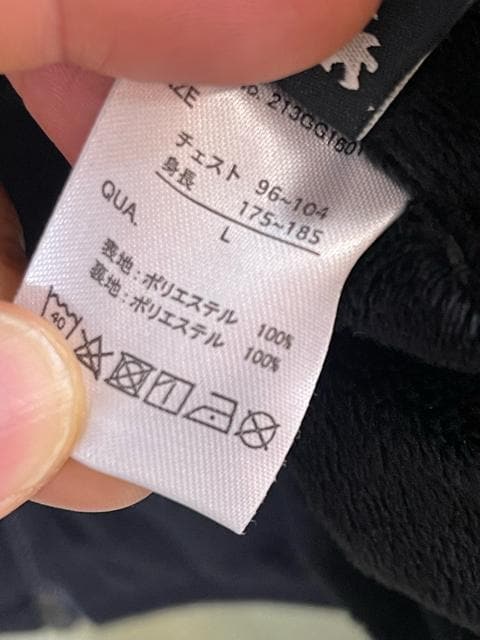 213GG1801
チェスト 96~104
身長 175~185
L
QUA.
表地:ポリエステル 100%
裏地:ポリエステル 100%
40